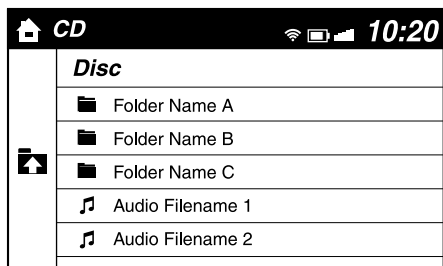 CD 10:20
Disc
Folder Name A
Folder Name B
Folder Name C
Audio Filename 1
Audio Filename 2